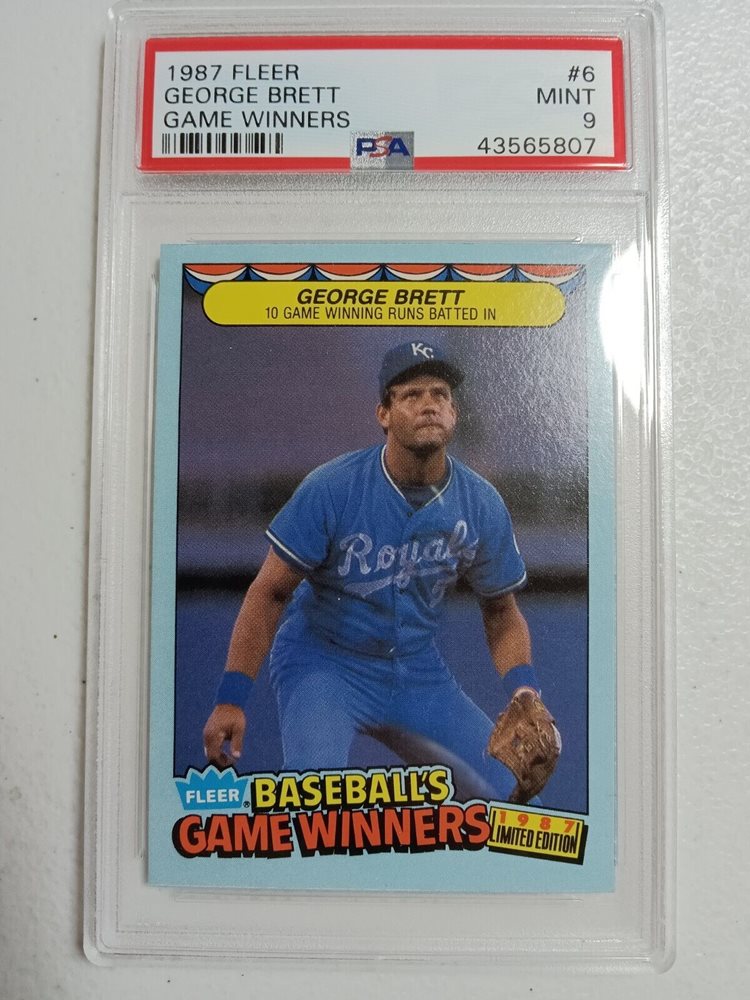 1987 FLEER #6
GEORGE BRETT MINT
GAME WINNERS 9
PSA 43565807
GEORGE BRETT
10 GAME WINNING RUNS BATTED IN
KC
Royals
5
FLEER®
BASEBALL'S
GAME WINNERS
1987
LIMITED EDITION